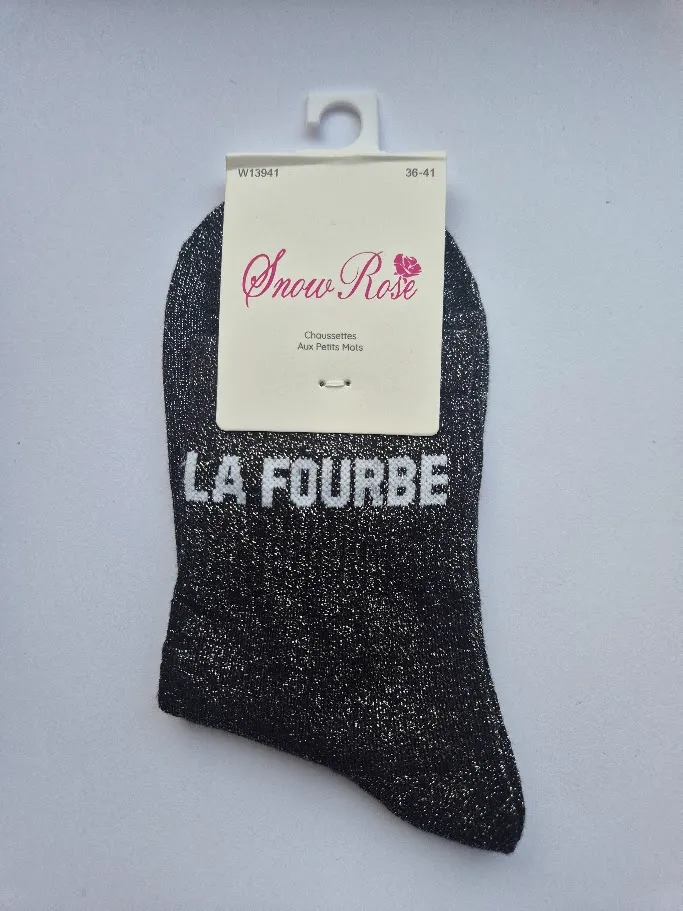 W13941 36-41
Snow Rose
Chaussettes
Aux Petits Mots
LA FOURBE